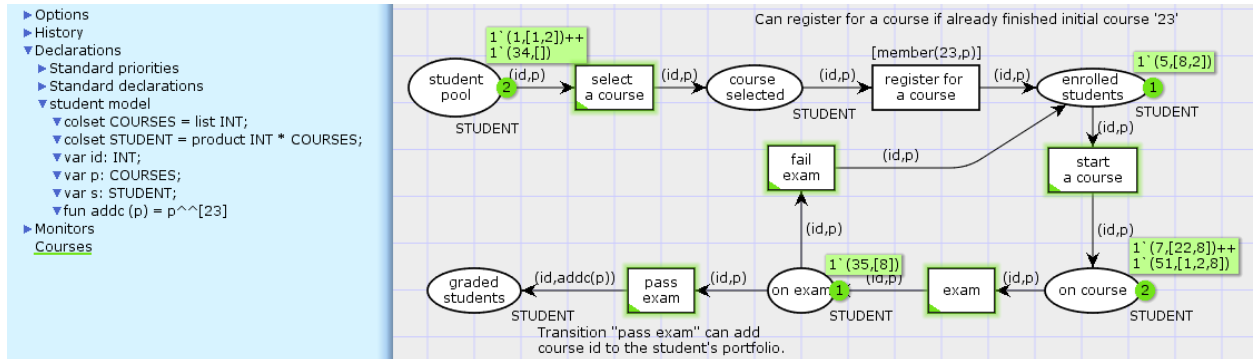 Options
History
Declarations
Standard priorities
Standard declarations
student model
colset COURSES = list INT;
colset STUDENT = product INT * COURSES;
var id: INT;
var p: COURSES;
var s: STUDENT;
fun addc (p) = p^^[23]
Monitors
Courses
Can register for a course if already finished initial course '23'
1`(1,[1,2])++
1`(34,[])
student
pool
2
(id,p)
STUDENT
select
a course
(id,p)
course
selected
STUDENT
(id,p)
[member(23,p)]
register for
a course
(id,p)
enrolled
students
1`(5,[8,2])
1
STUDENT
(id,p)
start
a course
(id,p)
fail
exam
(id,p)
(id,p)
1`(7,[22,8])++
1`(51,[1,2,8])
on course
2
STUDENT
(id,p)
exam
(id,p)
1`(35,[8])
on exam
1
STUDENT
(id,p)
pass
exam
(id,addc(p))
graded
students
STUDENT
Transition "pass exam" can add
course id to the student's portfolio.